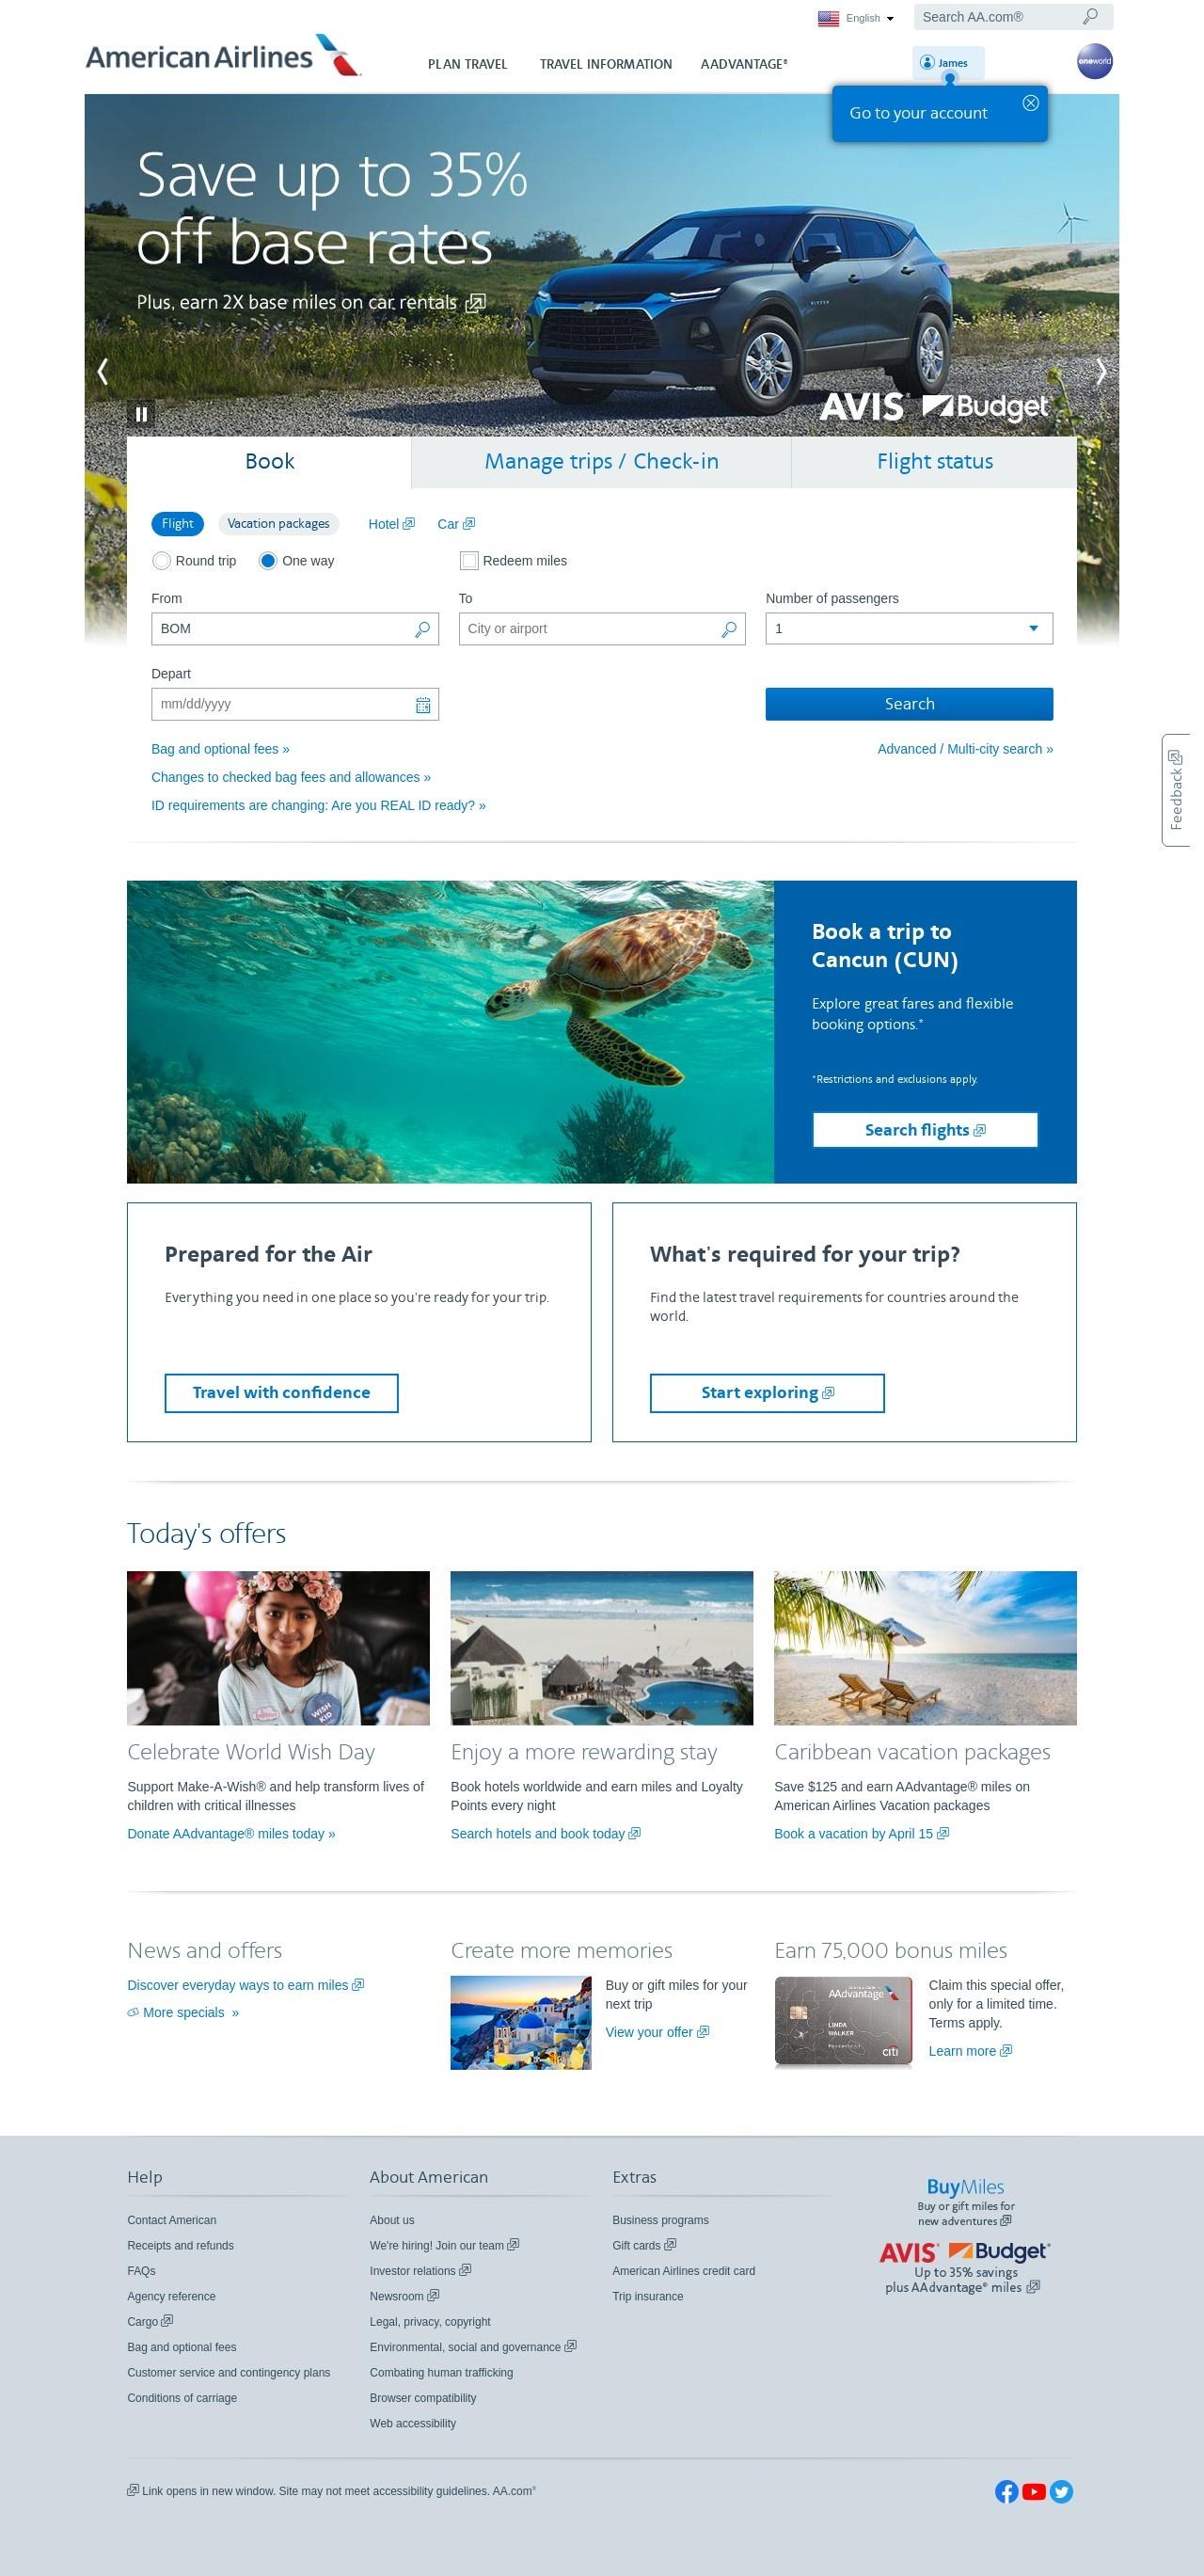 English
Search AA.com®
American Airlines
PLAN TRAVEL
TRAVEL INFORMATION
AADVANTAGE®
James
oneworld
Go to your account
Save up to 35%
off base rates
Plus, earn 2X base miles on car rentals
AVIS® Budget®
Book
Manage trips / Check-in
Flight status
Flight
Vacation packages
Hotel
Car
Round trip
One way
Redeem miles
From
To
Number of passengers
BOM
City or airport
1
Depart
mm/dd/yyyy
Search
Bag and optional fees »
Advanced / Multi-city search »
Changes to checked bag fees and allowances »
ID requirements are changing: Are you REAL ID ready? »
Feedback
Book a trip to
Cancun (CUN)
Explore great fares and flexible
booking options.*
*Restrictions and exclusions apply.
Search flights
Prepared for the Air
Everything you need in one place so you're ready for your trip.
Travel with confidence
What's required for your trip?
Find the latest travel requirements for countries around the
world.
Start exploring
Today's offers
WISH
KID
Celebrate World Wish Day
Support Make-A-Wish® and help transform lives of
children with critical illnesses
Donate AAdvantage® miles today »
Enjoy a more rewarding stay
Book hotels worldwide and earn miles and Loyalty
Points every night
Search hotels and book today
Caribbean vacation packages
Save $125 and earn AAdvantage® miles on
American Airlines Vacation packages
Book a vacation by April 15
News and offers
Discover everyday ways to earn miles
More specials »
Create more memories
Buy or gift miles for your
next trip
View your offer
Earn 75,000 bonus miles
AAdvantage
LINDA
WALKER
citi
Claim this special offer,
only for a limited time.
Terms apply.
Learn more
Help
Contact American
Receipts and refunds
FAQs
Agency reference
Cargo
Bag and optional fees
Customer service and contingency plans
Conditions of carriage
About American
About us
We're hiring! Join our team
Investor relations
Newsroom
Legal, privacy, copyright
Environmental, social and governance
Combating human trafficking
Browser compatibility
Web accessibility
Extras
Business programs
Gift cards
American Airlines credit card
Trip insurance
BuyMiles
Buy or gift miles for
new adventures
AVIS® Budget®
Up to 35% savings
plus AAdvantage® miles
Link opens in new window. Site may not meet accessibility guidelines. AA.com®